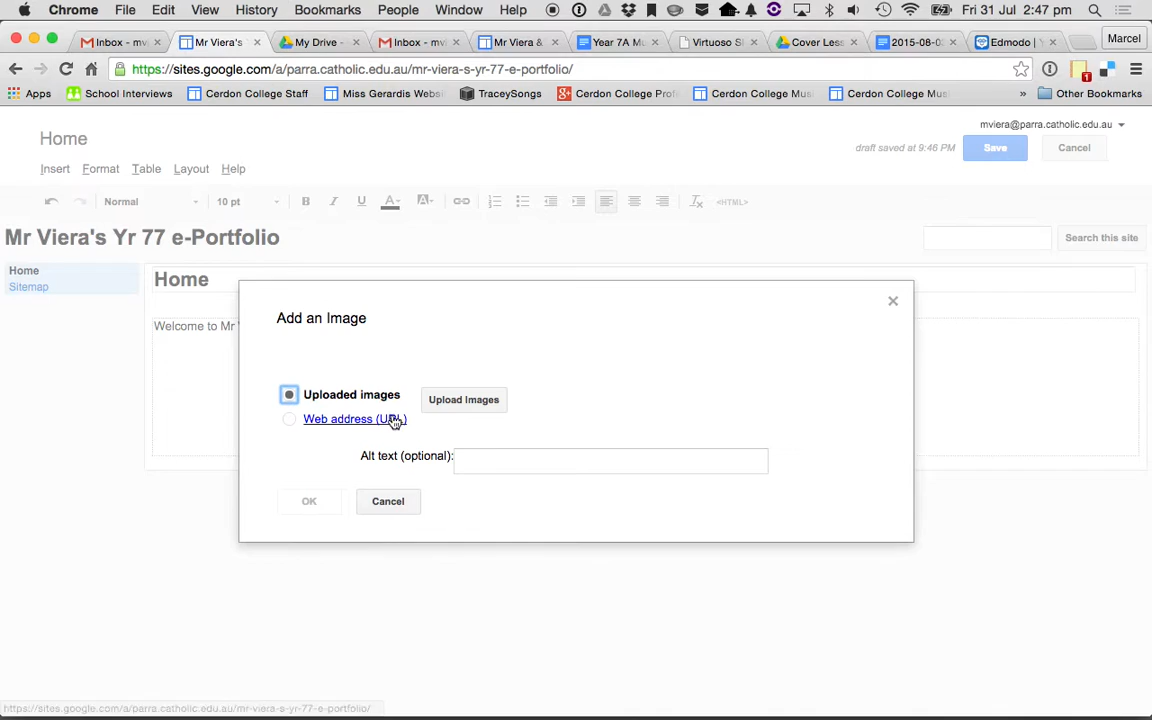 Chrome File Edit View History Bookmarks People Window Help Fri 31 Jul 2:47 pm
Inbox - mv Mr Viera's My Drive - Inbox - mv Mr Viera & Year 7A M Virtuoso S Cover Less 2015-08-0 Edmodo | Marcel
https://sites.google.com/a/parra.catholic.edu.au/mr-viera-s-yr-77-e-portfolio/
1
Apps School Interviews Cerdon College Staff Miss Gerardis Websi TraceySongs Cerdon College Prof Cerdon College Mus Cerdon College Mus » Other Bookmarks
mviera@parra.catholic.edu.au
Home
draft saved at 9:46 PM Save Cancel
Insert Format Table Layout Help
Normal 10 pt B I U A A <HTML>
Mr Viera's Yr 77 e-Portfolio
Search this site
Home
Sitemap
Home
Welcome to Mr
Add an Image
Uploaded images
Upload Images
Web address (URL)
Alt text (optional):
OK Cancel
https://sites.google.com/a/parra.catholic.edu.au/mr-viera-s-yr-77-e-portfolio/